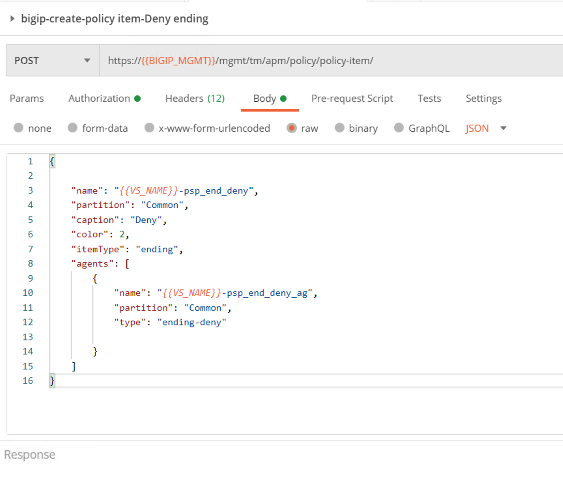 bigip-create-policy item-Deny ending
POST https://{{BIGIP_MGMT}}/mgmt/tm/apm/policy/policy-item/
Params Authorization Headers (12) Body Pre-request Script Tests Settings
none form-data x-www-form-urlencoded raw binary GraphQL JSON
1 {
2
3 "name": "{{VS_NAME}}-psp_end_deny",
4 "partition": "Common",
5 "caption": "Deny",
6 "color": 2,
7 "itemType": "ending",
8 "agents": [
9 {
10 "name": "{{VS_NAME}}-psp_end_deny_ag",
11 "partition": "Common",
12 "type": "ending-deny"
13
14 }
15 ]
16 }
Response